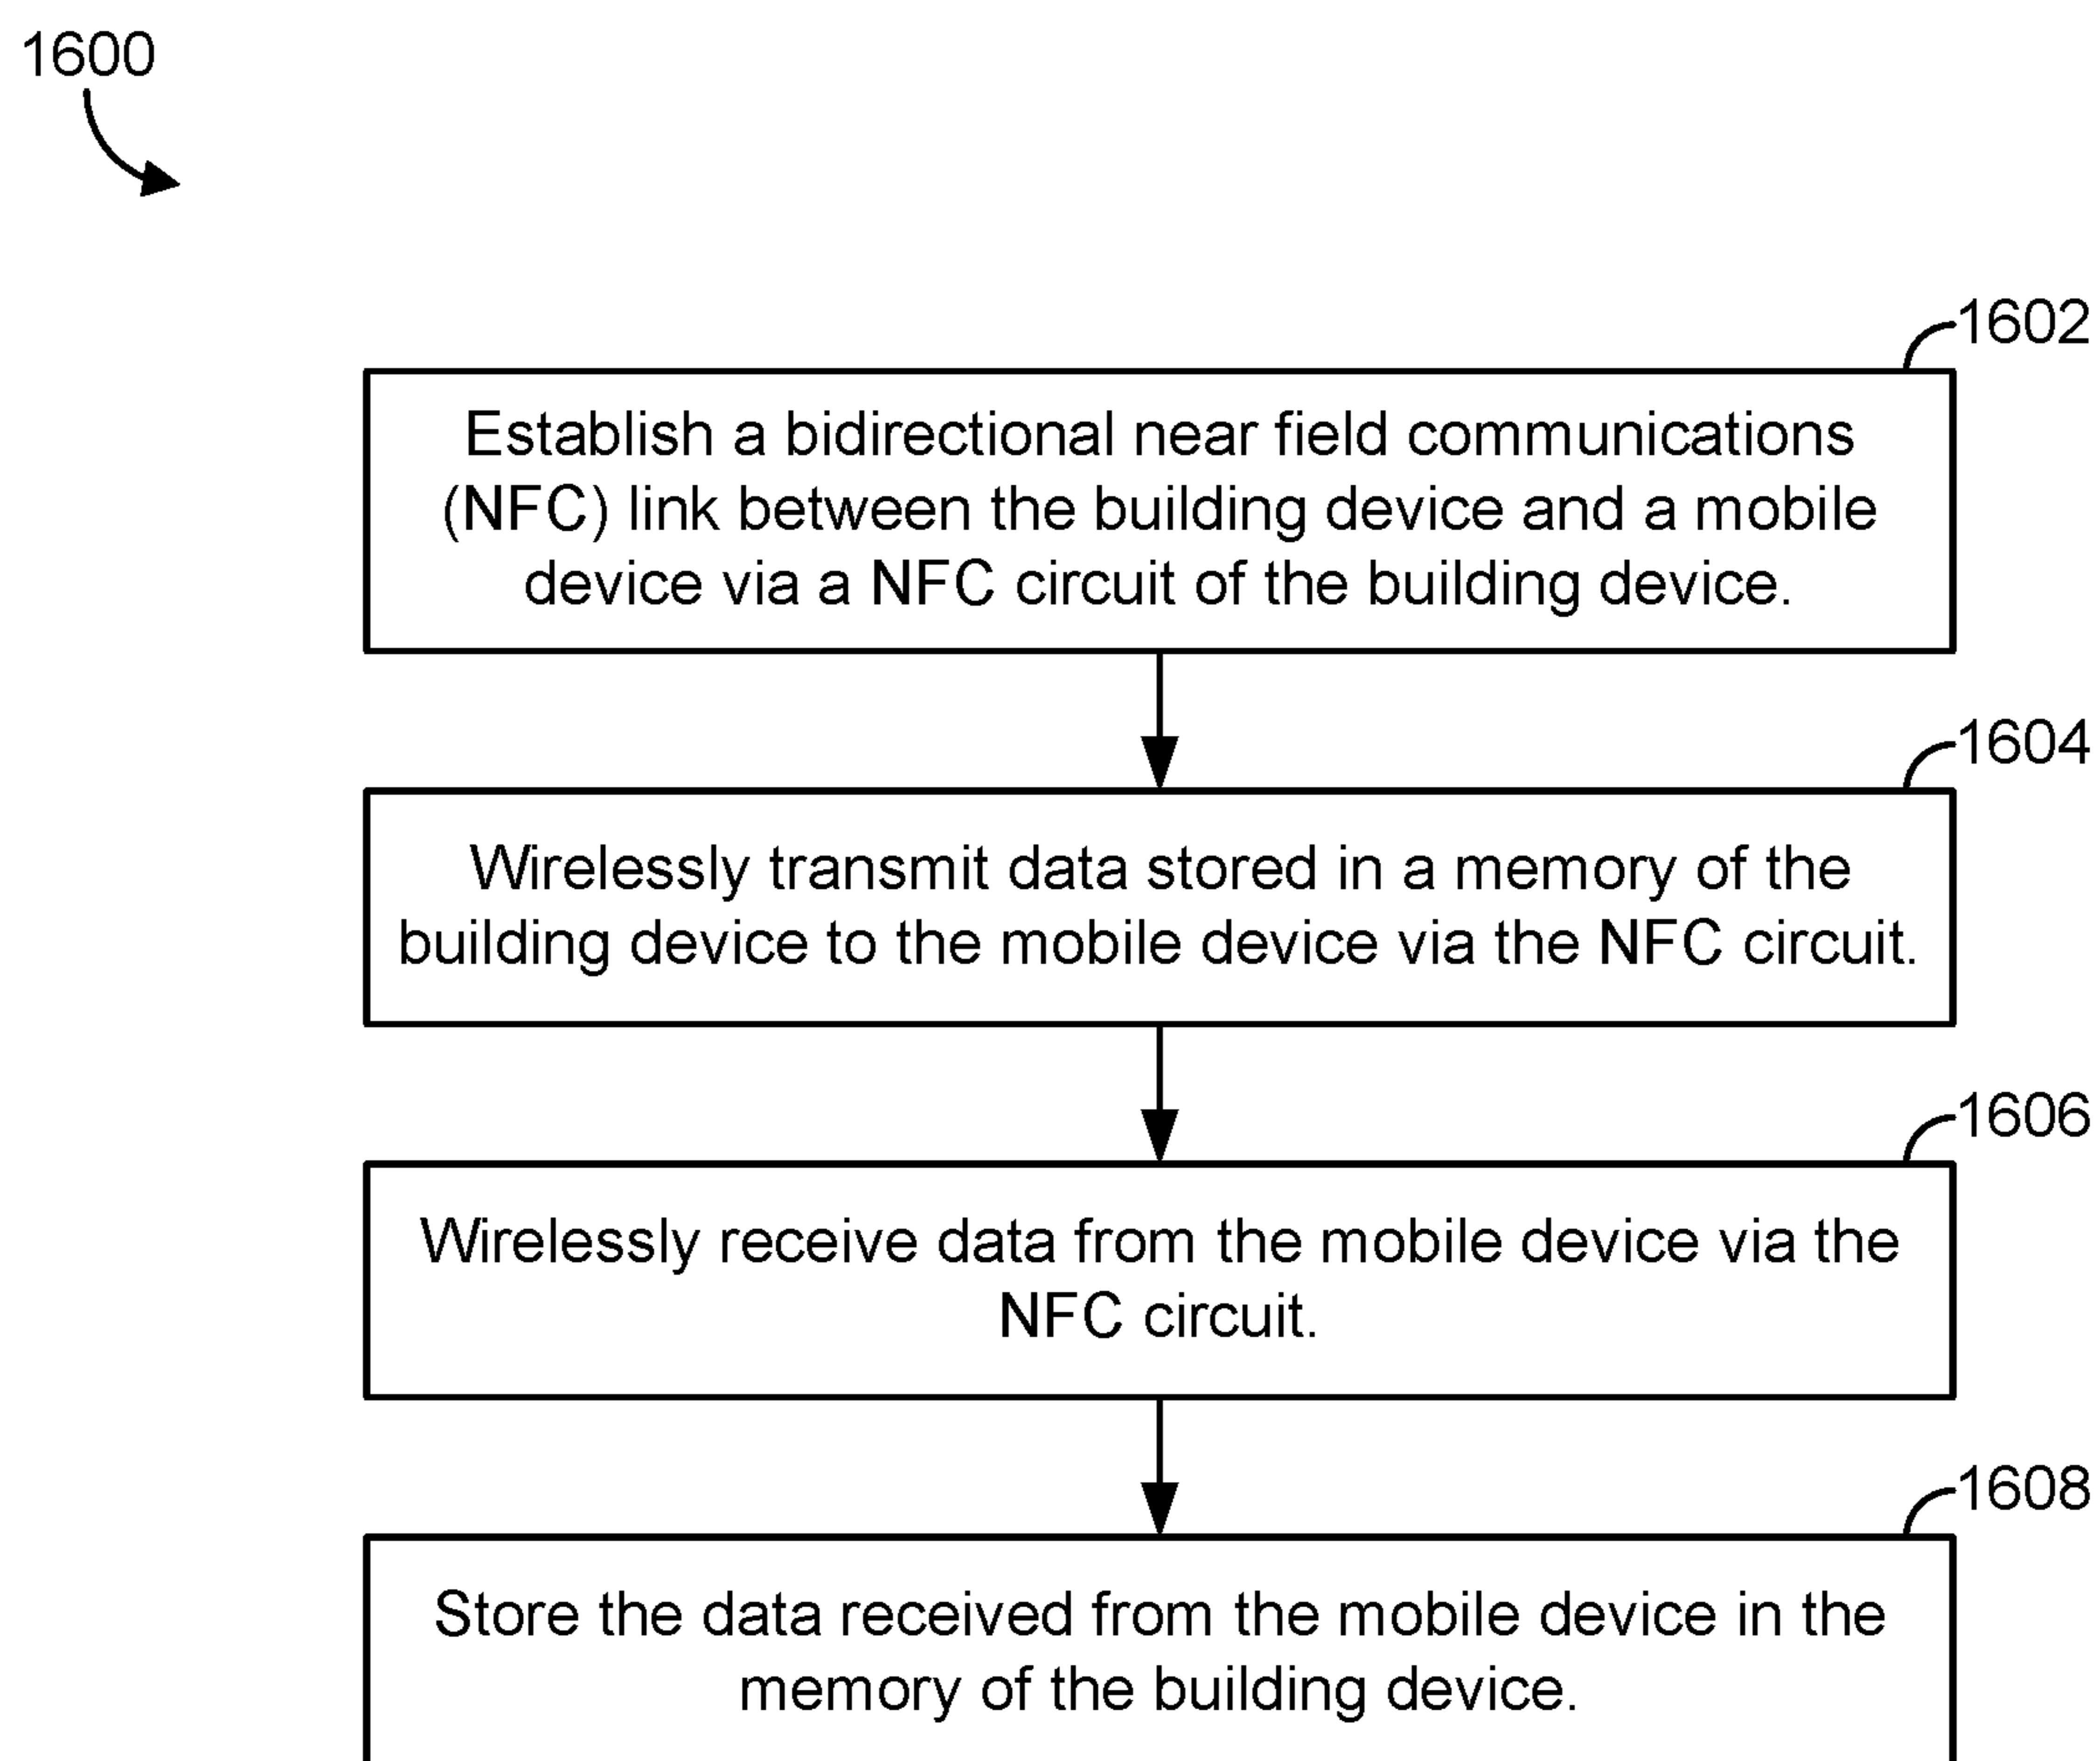 1600
1602
Establish a bidirectional near field communications
(NFC) link between the building device and a mobile
device via a NFC circuit of the building device.
1604
Wirelessly transmit data stored in a memory of the
building device to the mobile device via the NFC circuit.
1606
Wirelessly receive data from the mobile device via the
NFC circuit.
1608
Store the data received from the mobile device in the
memory of the building device.